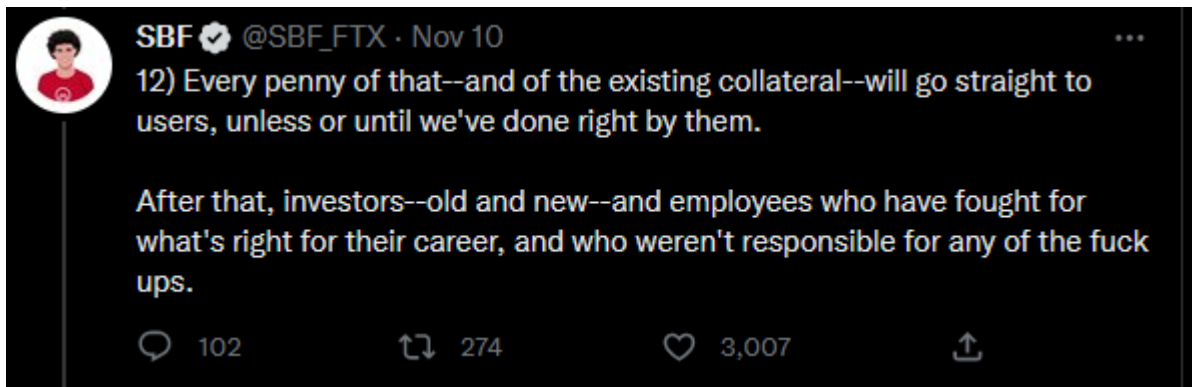 SBF @SBF_FTX · Nov 10
12) Every penny of that--and of the existing collateral--will go straight to
users, unless or until we've done right by them.
After that, investors--old and new--and employees who have fought for
what's right for their career, and who weren't responsible for any of the fuck
ups.
102 274 3,007